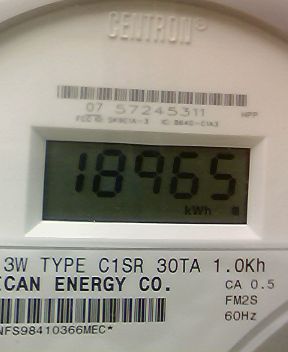 CENTRON®
07 57245311 HPP
18965
kWh
3W TYPE C1SR 30TA 1.0Kh
ICAN ENERGY CO. CA 0.5
FM2S
60Hz
NFS98410366MEC*